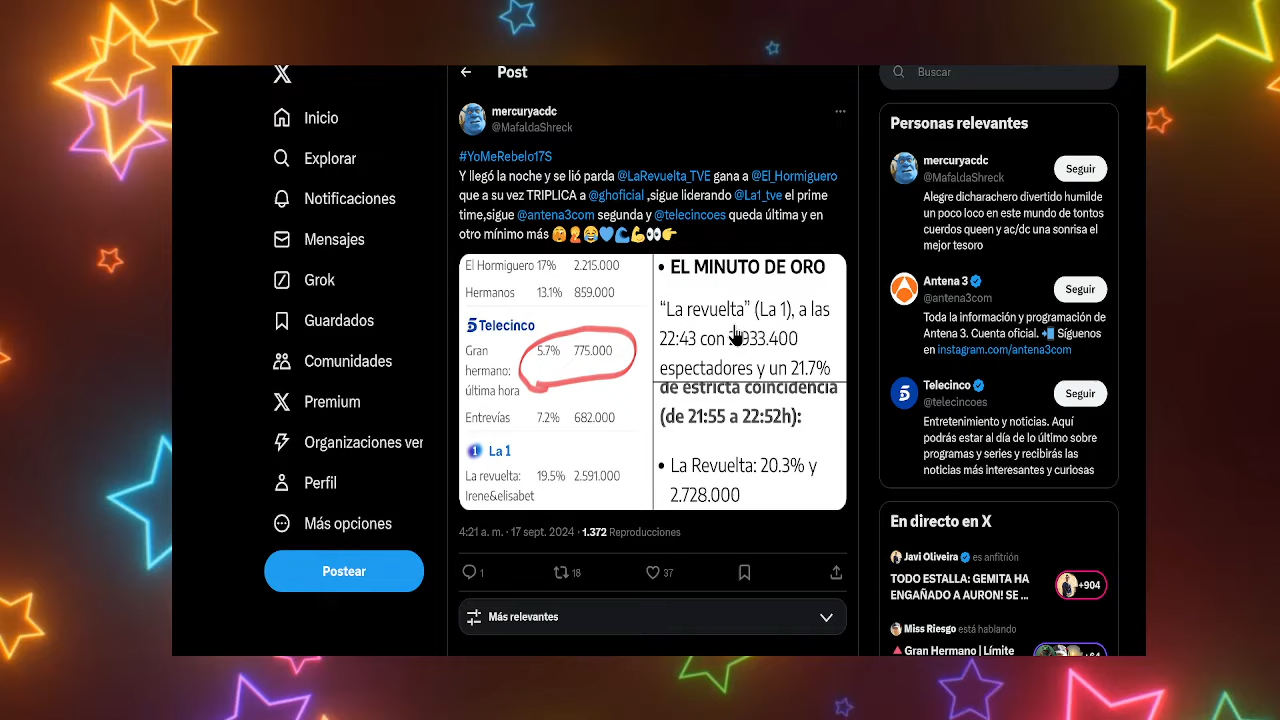 Inicio
Explorar
Notificaciones
Mensajes
Grok
Guardados
Comunidades
Premium
Organizaciones ver
Perfil
Más opciones
Postear
Post
mercuryacdc
@MafaldaShreck
#YoMeRebelo17S
Y llegó la noche y se lió parda @LaRevuelta_TVE gana a @El_Hormiguero
que a su vez TRIPLICA a @ghoficial ,sigue liderando @La1_tve el prime
time,sigue @antena3com segunda y @telecincoes queda última y en
otro mínimo más
El Hormiguero 17% 2.215.000
Hermanos 13.1% 859.000
Telecinco
Gran 5.7% 775.000
hermano:
última hora
Entrevías 7.2% 682.000
1 La 1
La revuelta: 19.5% 2.591.000
Irene&elisabet
• EL MINUTO DE ORO
“La revuelta” (La 1), a las
22:43 con 933.400
espectadores y un 21.7%
de estricta coincidencia
(de 21:55 a 22:52h):
• La Revuelta: 20.3% y
2.728.000
4:21 a. m. · 17 sept. 2024 · 1.372 Reproducciones
1 18 37
Más relevantes
Buscar
Personas relevantes
mercuryacdc
@MafaldaShreck
Seguir
Alegre dicharachero divertido humilde
un poco loco en este mundo de tontos
cuerdos queen y ac/dc una sonrisa el
mejor tesoro
Antena 3
@antena3com
Seguir
Toda la información y programación de
Antena 3. Cuenta oficial. Síguenos
en instagram.com/antena3com
Telecinco
@telecincoes
Seguir
Entretenimiento y noticias. Aquí
podrás estar al día de lo último sobre
programas y series y recibirás las
noticias más interesantes y curiosas
En directo en X
Javi Oliveira es anfitrión
TODO ESTALLA: GEMITA HA
ENGAÑADO A AURON! SE ...
+904
Miss Riesgo está hablando
Gran Hermano | Límite